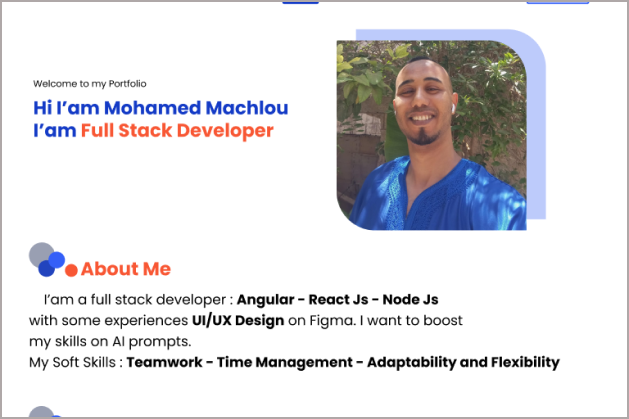 Welcome to my Portfolio
Hi I’am Mohamed Machlou
I’am Full Stack Developer
About Me
I’am a full stack developer : Angular - React Js - Node Js
with some experiences UI/UX Design on Figma. I want to boost
my skills on AI prompts.
My Soft Skills : Teamwork - Time Management - Adaptability and Flexibility